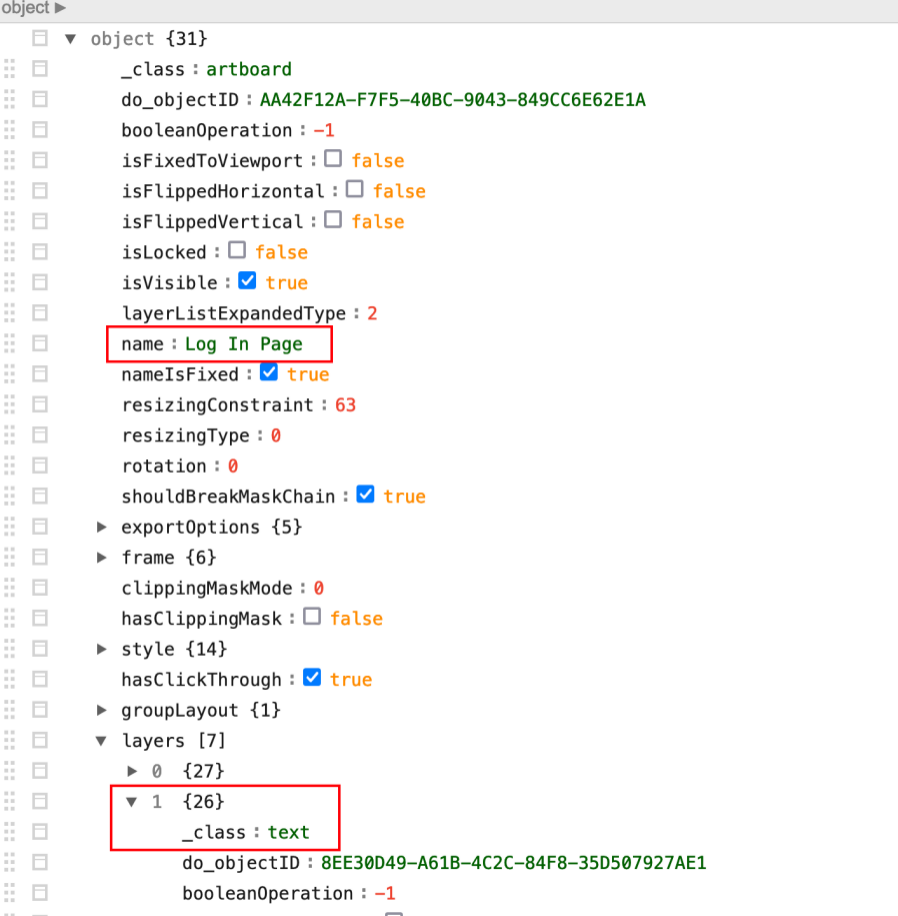 object ▶
object {31}
_class : artboard
do_objectID : AA42F12A-F7F5-40BC-9043-849CC6E62E1A
booleanOperation : -1
isFixedToViewport : false
isFlippedHorizontal : false
isFlippedVertical : false
isLocked : false
isVisible : true
layerListExpandedType : 2
name : Log In Page
nameIsFixed : true
resizingConstraint : 63
resizingType : 0
rotation : 0
shouldBreakMaskChain : true
exportOptions {5}
frame {6}
clippingMaskMode : 0
hasClippingMask : false
style {14}
hasClickThrough : true
groupLayout {1}
layers [7]
0 {27}
1 {26}
_class : text
do_objectID : 8EE30D49-A61B-4C2C-84F8-35D507927AE1
booleanOperation : -1